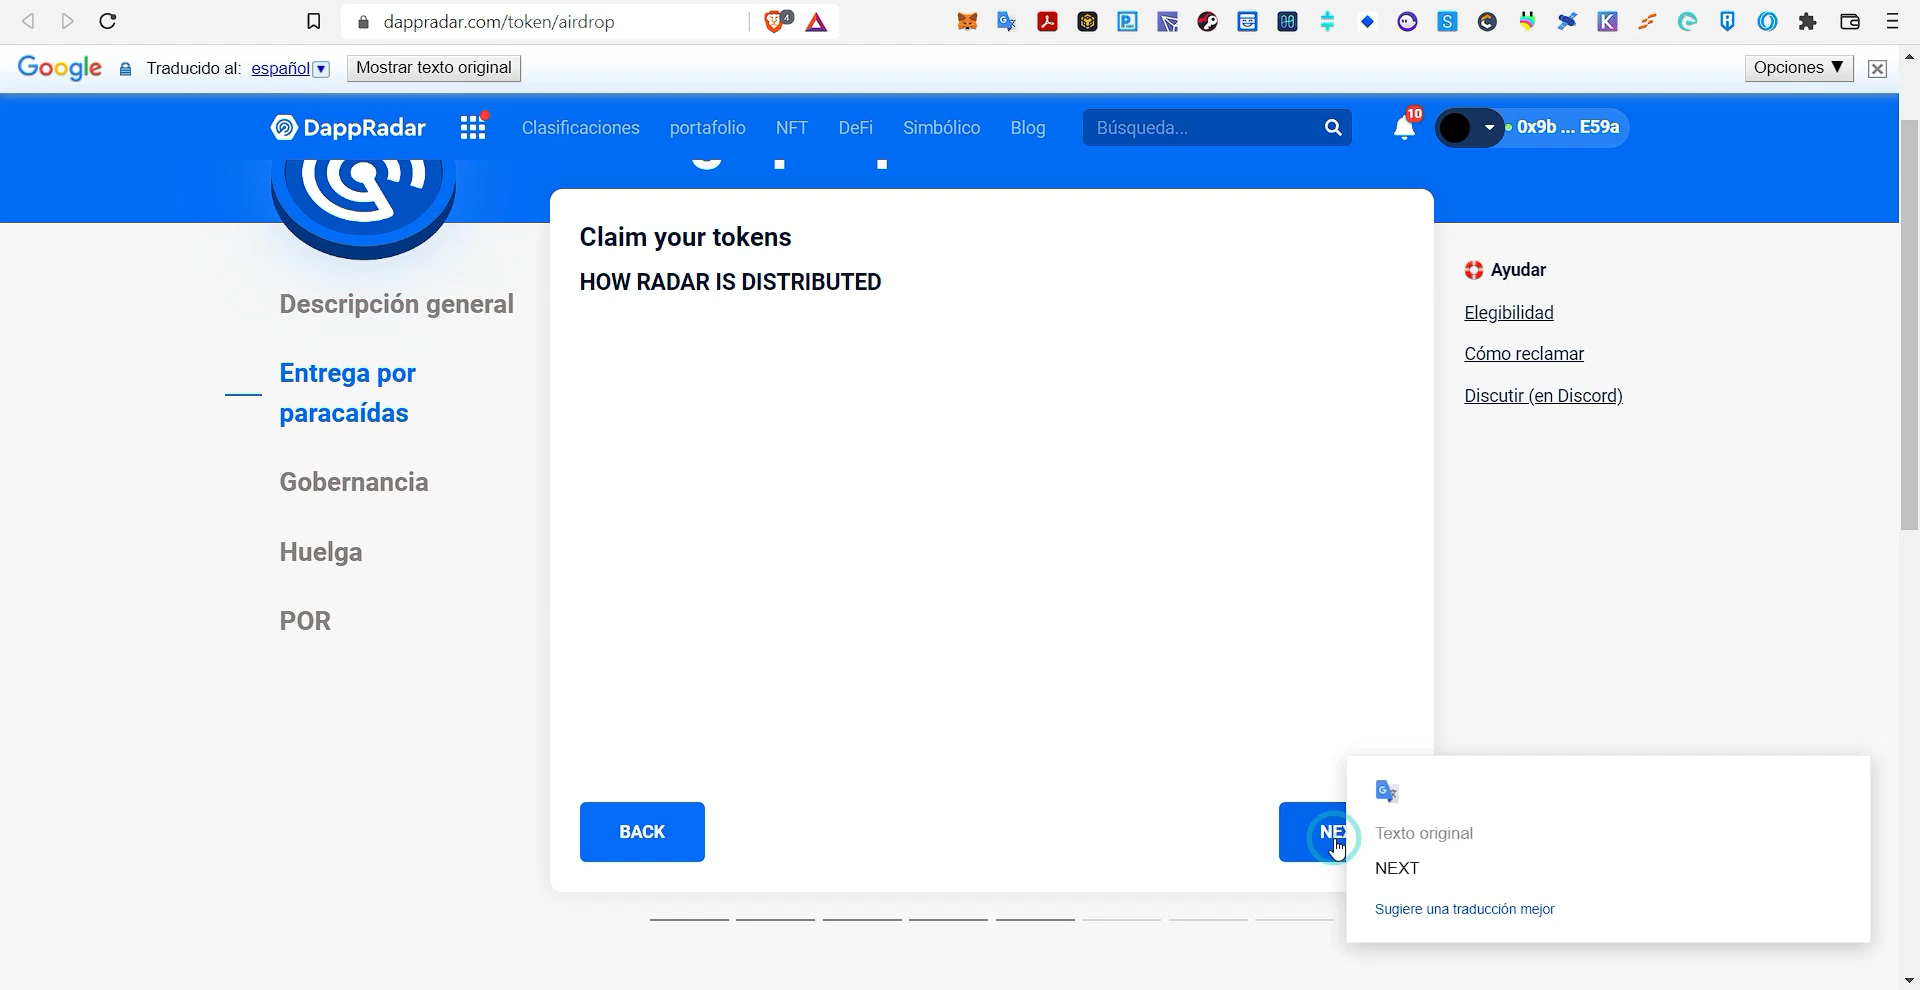 dappradar.com/token/airdrop
4
Google
Traducido al: español
Mostrar texto original
Opciones ▼
DappRadar
Clasificaciones
portafolio
NFT
DeFi
Simbólico
Blog
Búsqueda...
10
0x9b ... E59a
Descripción general
Entrega por
paracaídas
Gobernancia
Huelga
POR
Claim your tokens
HOW RADAR IS DISTRIBUTED
BACK
Ayudar
Elegibilidad
Cómo reclamar
Discutir (en Discord)
Texto original
NEXT
Sugiere una traducción mejor